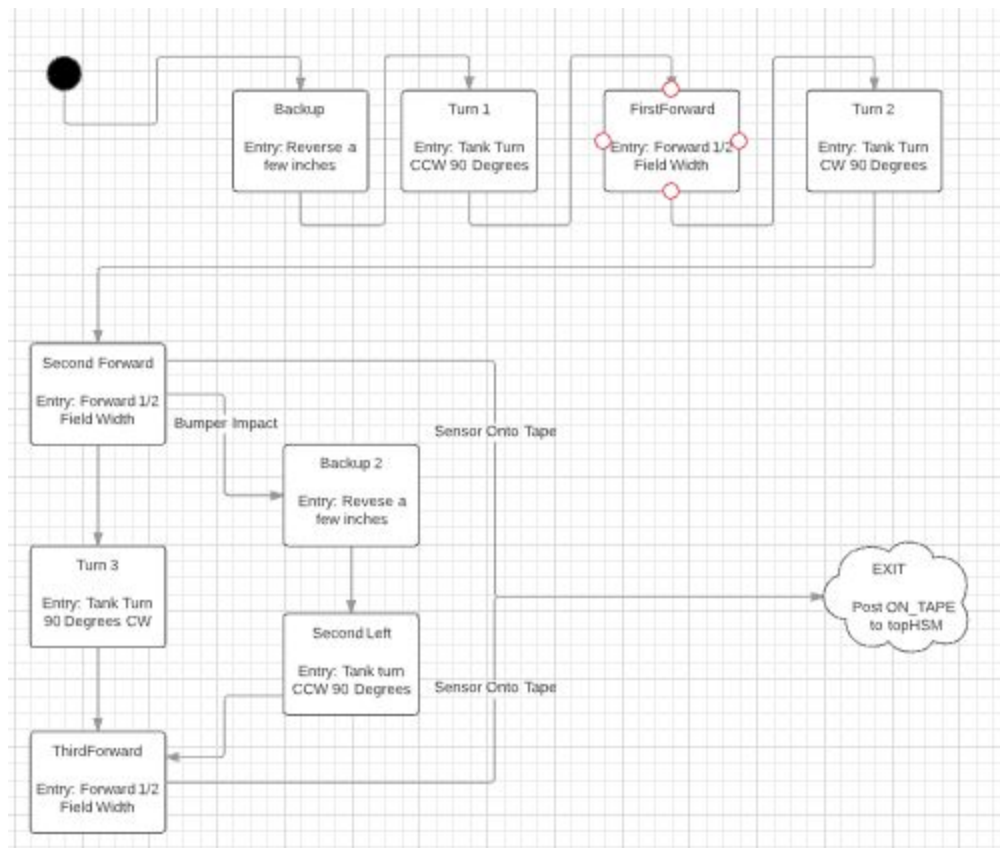 Backup
Entry: Reverse a
few inches
Turn 1
Entry: Tank Turn
CCW 90 Degrees
FirstForward
Entry: Forward 1/2
Field Width
Turn 2
Entry: Tank Turn
CW 90 Degrees
Second Forward
Entry: Forward 1/2
Field Width
Bumper Impact
Sensor Onto Tape
Backup 2
Entry: Revese a
few inches
Turn 3
Entry: Tank Turn
90 Degrees CW
EXIT
Post ON_TAPE
to topHSM
Second Left
Entry: Tank turn
CCW 90 Degrees
Sensor Onto Tape
ThirdForward
Entry: Forward 1/2
Field Width